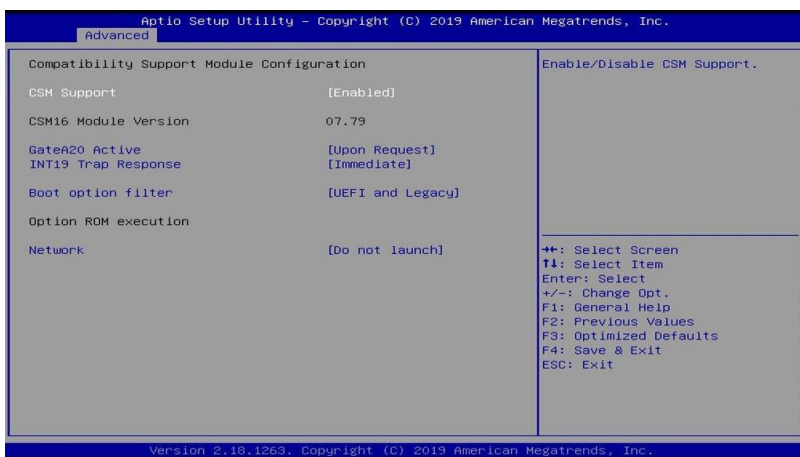 Aptio Setup Utility – Copyright (C) 2019 American Megatrends, Inc.
Advanced
Compatibility Support Module Configuration
CSM Support [Enabled]
CSM16 Module Version 07.79
GateA20 Active [Upon Request]
INT19 Trap Response [Immediate]
Boot option filter [UEFI and Legacy]
Option ROM execution
Network [Do not launch]
Enable/Disable CSM Support.
→←: Select Screen
↑↓: Select Item
Enter: Select
+/-: Change Opt.
F1: General Help
F2: Previous Values
F3: Optimized Defaults
F4: Save & Exit
ESC: Exit
Version 2.18.1263. Copyright (C) 2019 American Megatrends, Inc.